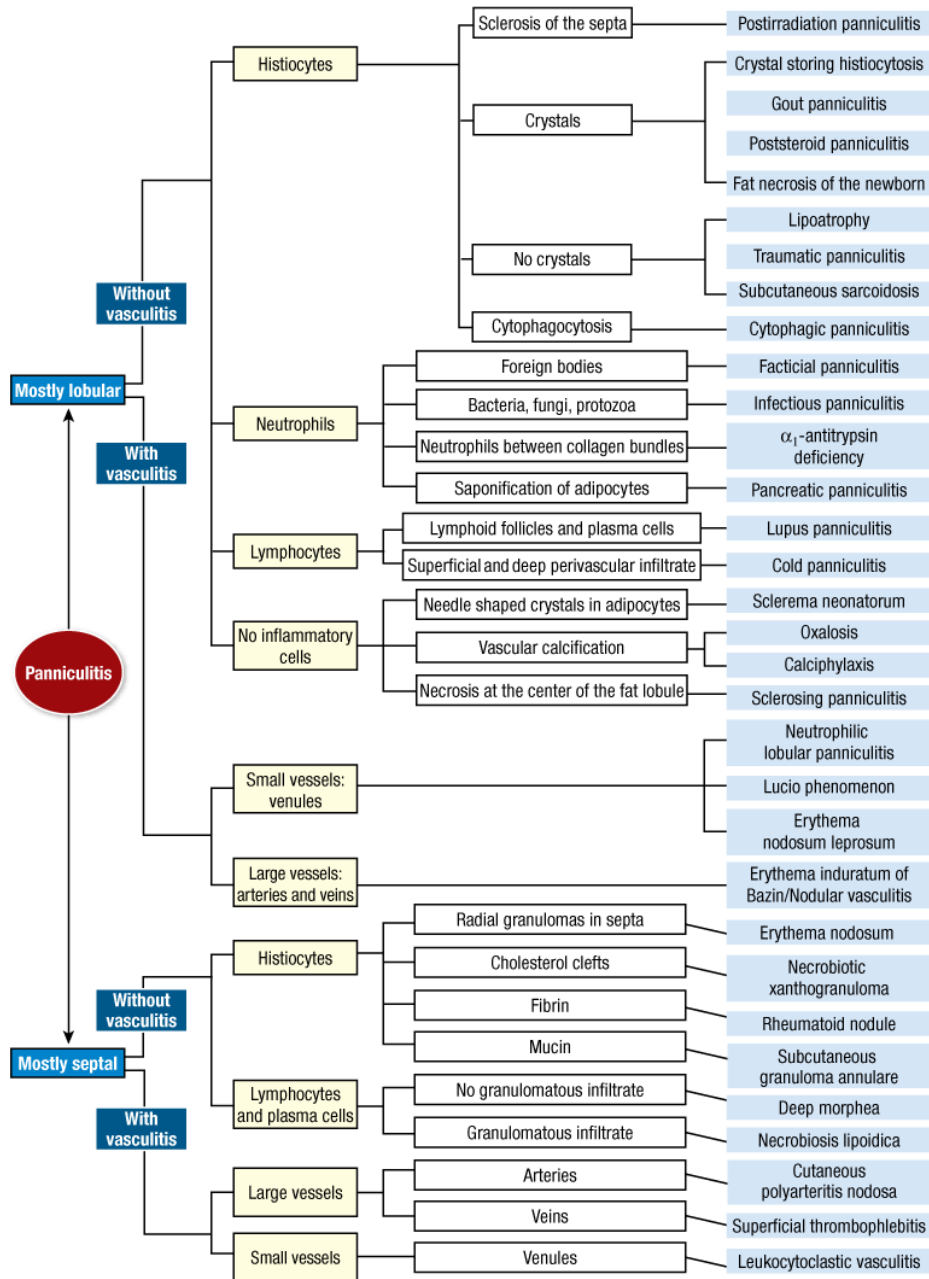 Sclerosis of the septa
Postirradiation panniculitis
Histiocytes
Crystal storing histiocytosis
Gout panniculitis
Crystals
Poststeroid panniculitis
Fat necrosis of the newborn
Lipoatrophy
No crystals
Traumatic panniculitis
Subcutaneous sarcoidosis
Without
vasculitis
Cytophagocytosis
Cytophagic panniculitis
Foreign bodies
Facticial panniculitis
Mostly lobular
Bacteria, fungi, protozoa
Infectious panniculitis
Neutrophils
Neutrophils between collagen bundles
α1-antitrypsin
deficiency
With
vasculitis
Saponification of adipocytes
Pancreatic panniculitis
Lymphoid follicles and plasma cells
Lupus panniculitis
Lymphocytes
Superficial and deep perivascular infiltrate
Cold panniculitis
Needle shaped crystals in adipocytes
Sclerema neonatorum
No inflammatory
cells
Vascular calcification
Oxalosis
Calciphylaxis
Necrosis at the center of the fat lobule
Sclerosing panniculitis
Panniculitis
Neutrophilic
lobular panniculitis
Small vessels:
venules
Lucio phenomenon
Erythema
nodosum leprosum
Large vessels:
arteries and veins
Erythema induratum of
Bazin/Nodular vasculitis
Radial granulomas in septa
Erythema nodosum
Histiocytes
Cholesterol clefts
Necrobiotic
xanthogranuloma
Without
vasculitis
Fibrin
Rheumatoid nodule
Mostly septal
Mucin
Subcutaneous
granuloma annulare
Lymphocytes
and plasma cells
No granulomatous infiltrate
Deep morphea
With
vasculitis
Granulomatous infiltrate
Necrobiosis lipoidica
Large vessels
Arteries
Cutaneous
polyarteritis nodosa
Veins
Superficial thrombophlebitis
Small vessels
Venules
Leukocytoclastic vasculitis